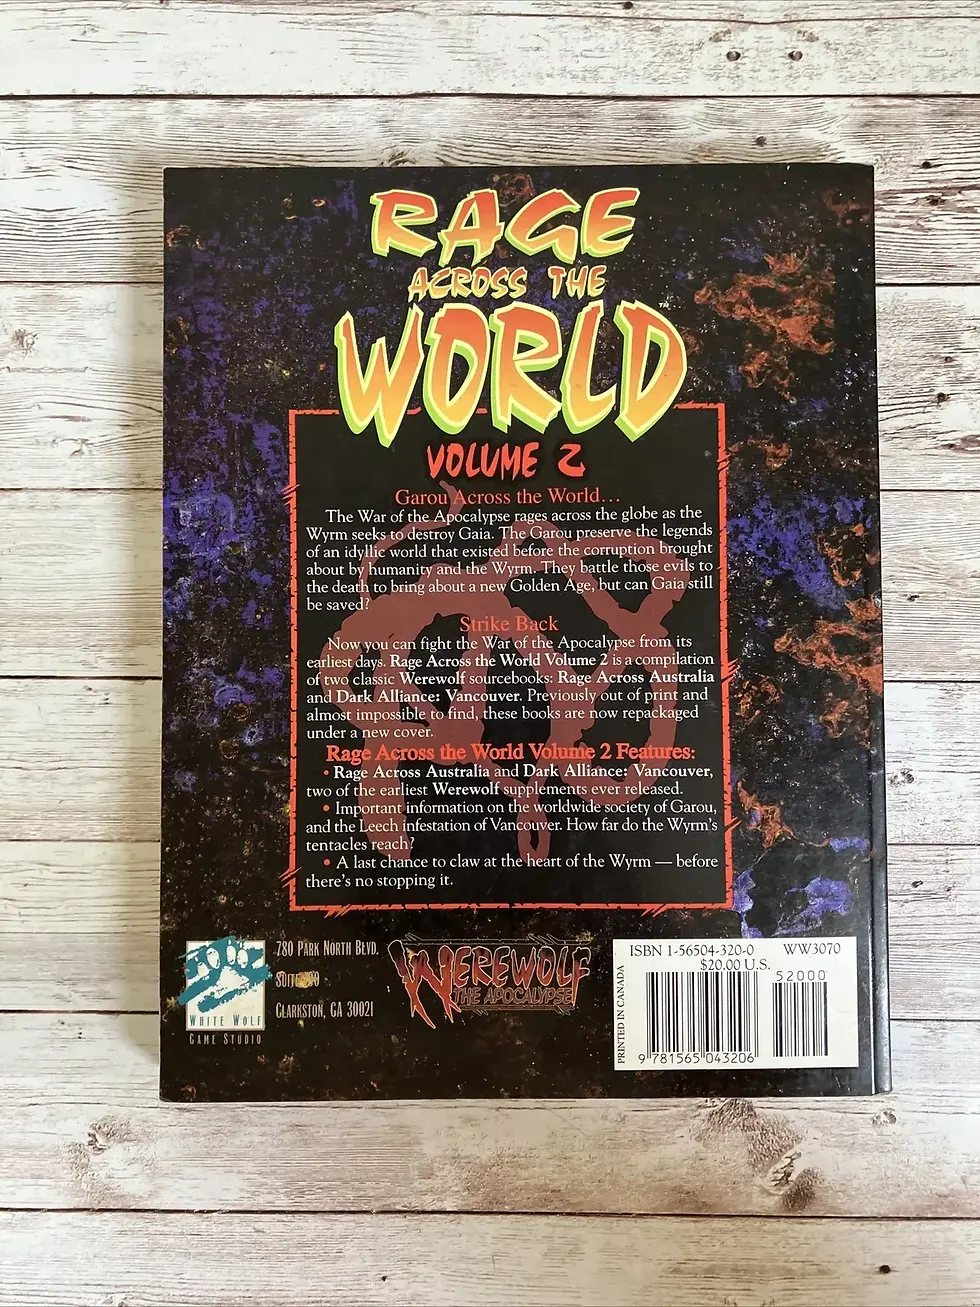 RAGE
ACROSS THE
WORLD
VOLUME 2
Garou Across the World...
The War of the Apocalypse rages across the globe as the
Wyrm seeks to destroy Gaia. The Garou preserve the legends
of an idyllic world that existed before the corruption brought
about by humanity and the Wyrm. They battle those evils to
the death to bring about a new Golden Age, but can Gaia still
be saved?
Strike Back
Now you can fight the War of the Apocalypse from its
earliest days. Rage Across the World Volume 2 is a compilation
of two classic Werewolf sourcebooks: Rage Across Australia
and Dark Alliance: Vancouver. Previously out of print and
almost impossible to find, these books are now repackaged
under a new cover.
Rage Across the World Volume 2 Features:
• Rage Across Australia and Dark Alliance: Vancouver,
two of the earliest Werewolf supplements ever released.
• Important information on the worldwide society of Garou,
and the Leech infestation of Vancouver. How far do the Wyrm's
tentacles reach?
• A last chance to claw at the heart of the Wyrm — before
there's no stopping it.
WHITE WOLF
GAME STUDIO
780 PARK NORTH BLVD.
SUITE
CLARKSTON, GA 30021
WEREWOLF
THE APOCALYPSE
ISBN 1-56504-320-0 WW3070
$20.00 U.S.
52000
PRINTED IN CANADA
9 781565 043206